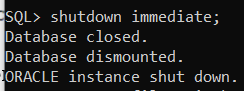 SQL> shutdown immediate;
Database closed.
Database dismounted.
ORACLE instance shut down.